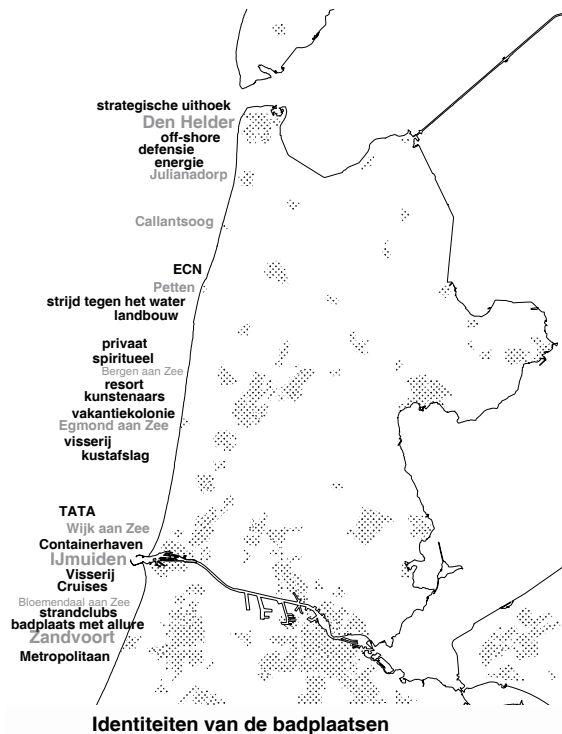 strategische uithoek
Den Helder
off-shore
defensie
energie
Julianadorp
Callantsoog
ECN
Petten
strijd tegen het water
landbouw
privaat
spiritueel
Bergen aan Zee
resort
kunstenaars
vakantiekolonie
Egmond aan Zee
visserij
kustafslag
TATA
Wijk aan Zee
Containerhaven
IJmuiden
Visserij
Cruises
Bloemendaal aan Zee
strandclubs
badplaats met allure
Zandvoort
Metropolitaan
Identiteiten van de badplaatsen